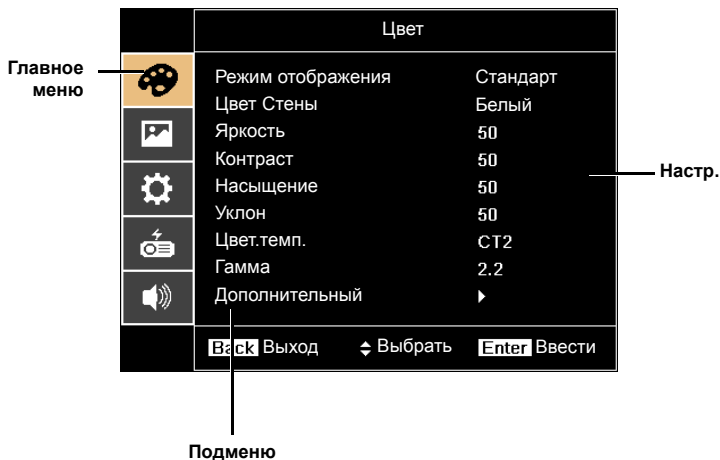 Цвет
Главное
меню
Режим отображения Стандарт
Цвет Стены Белый
Яркость 50
Контраст 50
Насыщение 50
Настр.
Уклон 50
Цвет.темп. CT2
Гамма 2.2
Дополнительный
Back Выход Выбрать Enter Ввести
Подменю